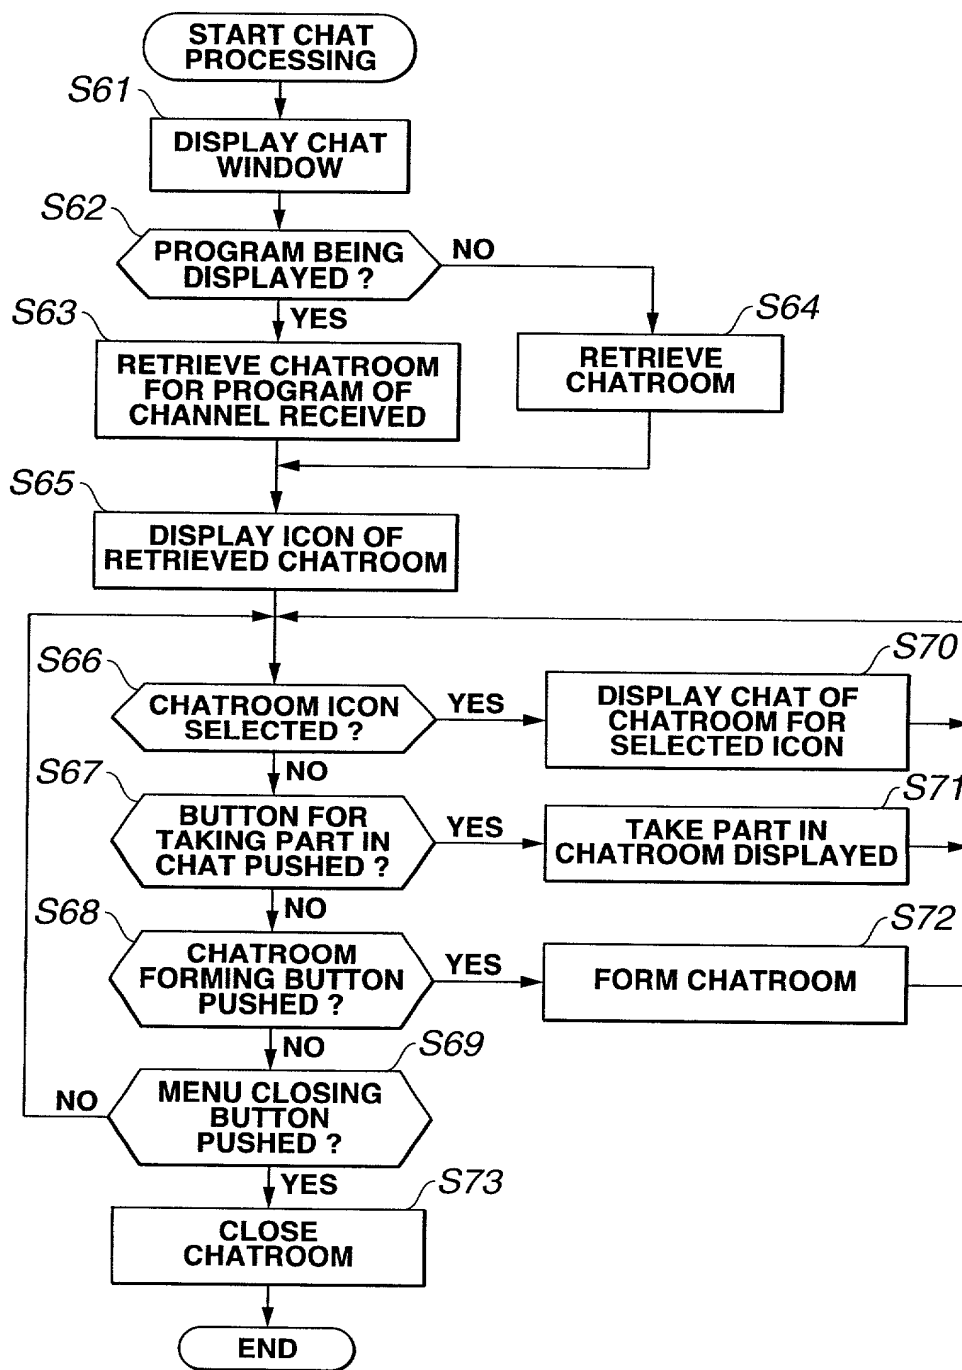 START CHAT
PROCESSING
S61
DISPLAY CHAT
WINDOW
S62
PROGRAM BEING
DISPLAYED ?
NO
YES
S63
RETRIEVE CHATROOM
FOR PROGRAM OF
CHANNEL RECEIVED
S64
RETRIEVE
CHATROOM
S65
DISPLAY ICON OF
RETRIEVED CHATROOM
S66
CHATROOM ICON
SELECTED ?
YES
S70
DISPLAY CHAT OF
CHATROOM FOR
SELECTED ICON
NO
S67
BUTTON FOR
TAKING PART IN
CHAT PUSHED ?
YES
S71
TAKE PART IN
CHATROOM DISPLAYED
NO
S68
CHATROOM
FORMING BUTTON
PUSHED ?
YES
S72
FORM CHATROOM
NO
S69
MENU CLOSING
BUTTON
PUSHED ?
NO
YES
S73
CLOSE
CHATROOM
END